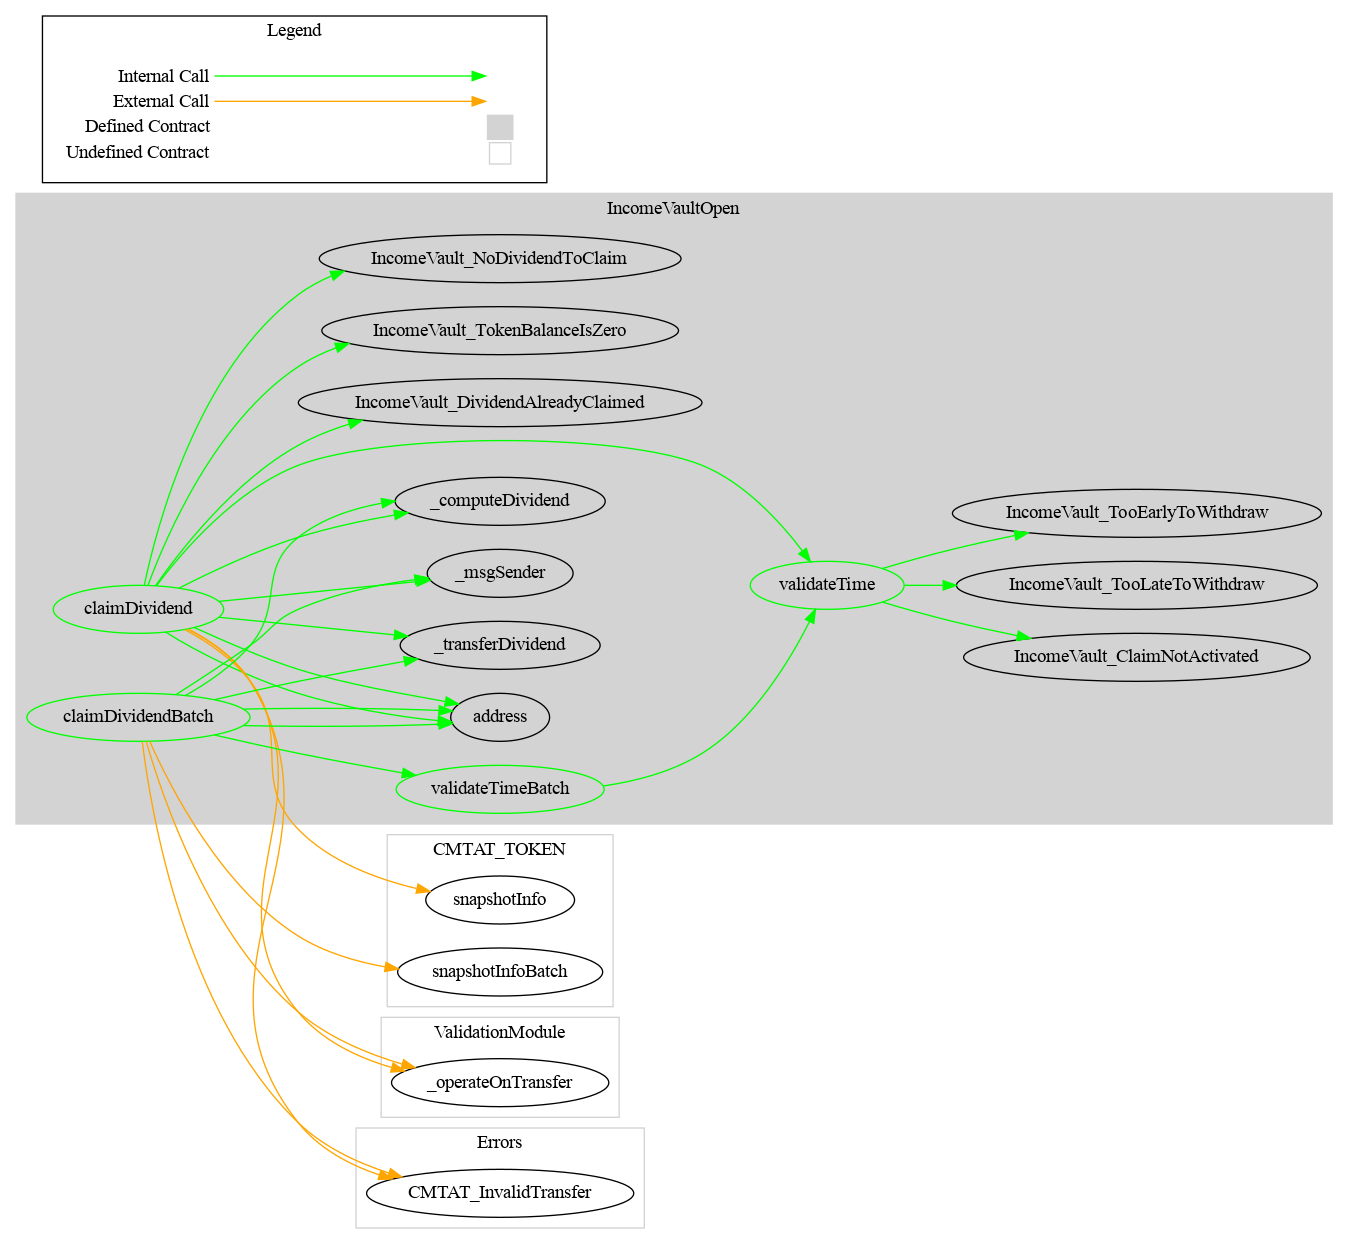 Legend
Internal Call
External Call
Defined Contract
Undefined Contract
IncomeVaultOpen
IncomeVault_NoDividendToClaim
IncomeVault_TokenBalanceIsZero
IncomeVault_DividendAlreadyClaimed
_computeDividend
IncomeVault_TooEarlyToWithdraw
_msgSender
validateTime
IncomeVault_TooLateToWithdraw
claimDividend
_transferDividend
IncomeVault_ClaimNotActivated
claimDividendBatch
address
validateTimeBatch
CMTAT_TOKEN
snapshotInfo
snapshotInfoBatch
ValidationModule
_operateOnTransfer
Errors
CMTAT_InvalidTransfer